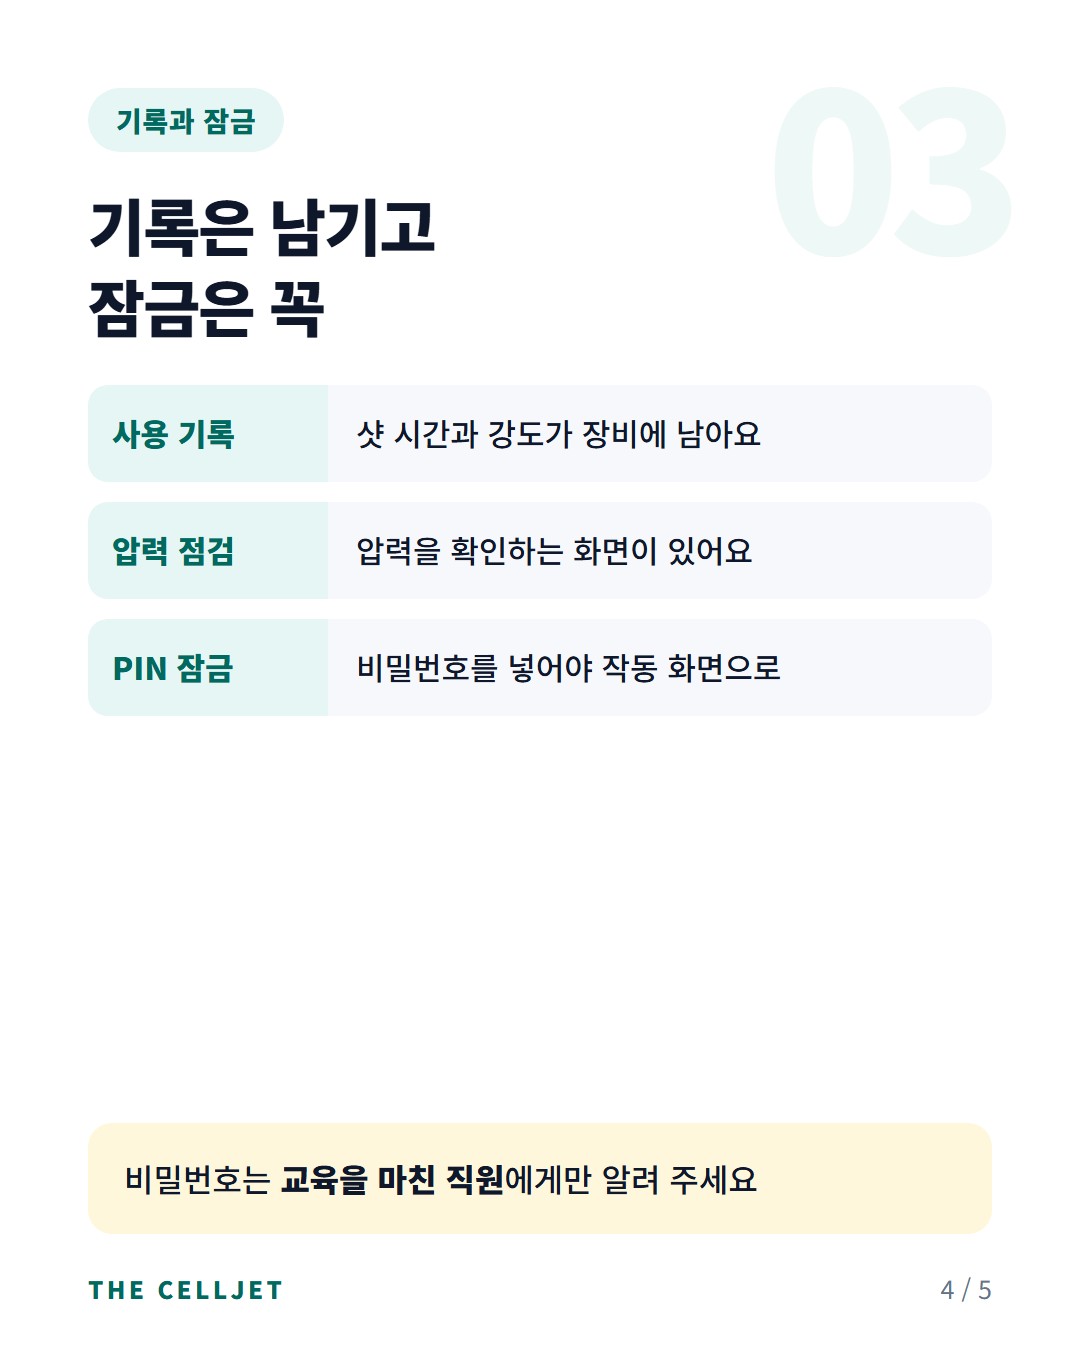 기록과 잠금
03
기록은 남기고
잠금은 꼭
사용 기록
샷 시간과 강도가 장비에 남아요
압력 점검
압력을 확인하는 화면이 있어요
PIN 잠금
비밀번호를 넣어야 작동 화면으로
비밀번호는 교육을 마친 직원에게만 알려 주세요
THE CELLJET
4 / 5